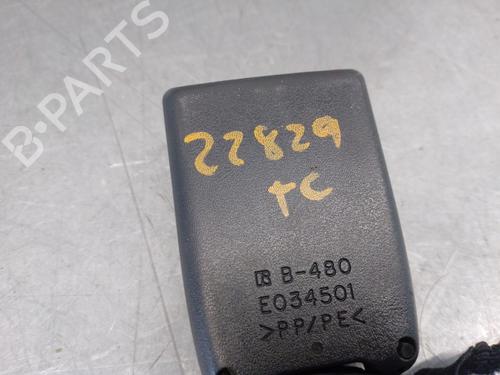 B-PARTS
22829
TC
B-480
E034501
>PP/PE<